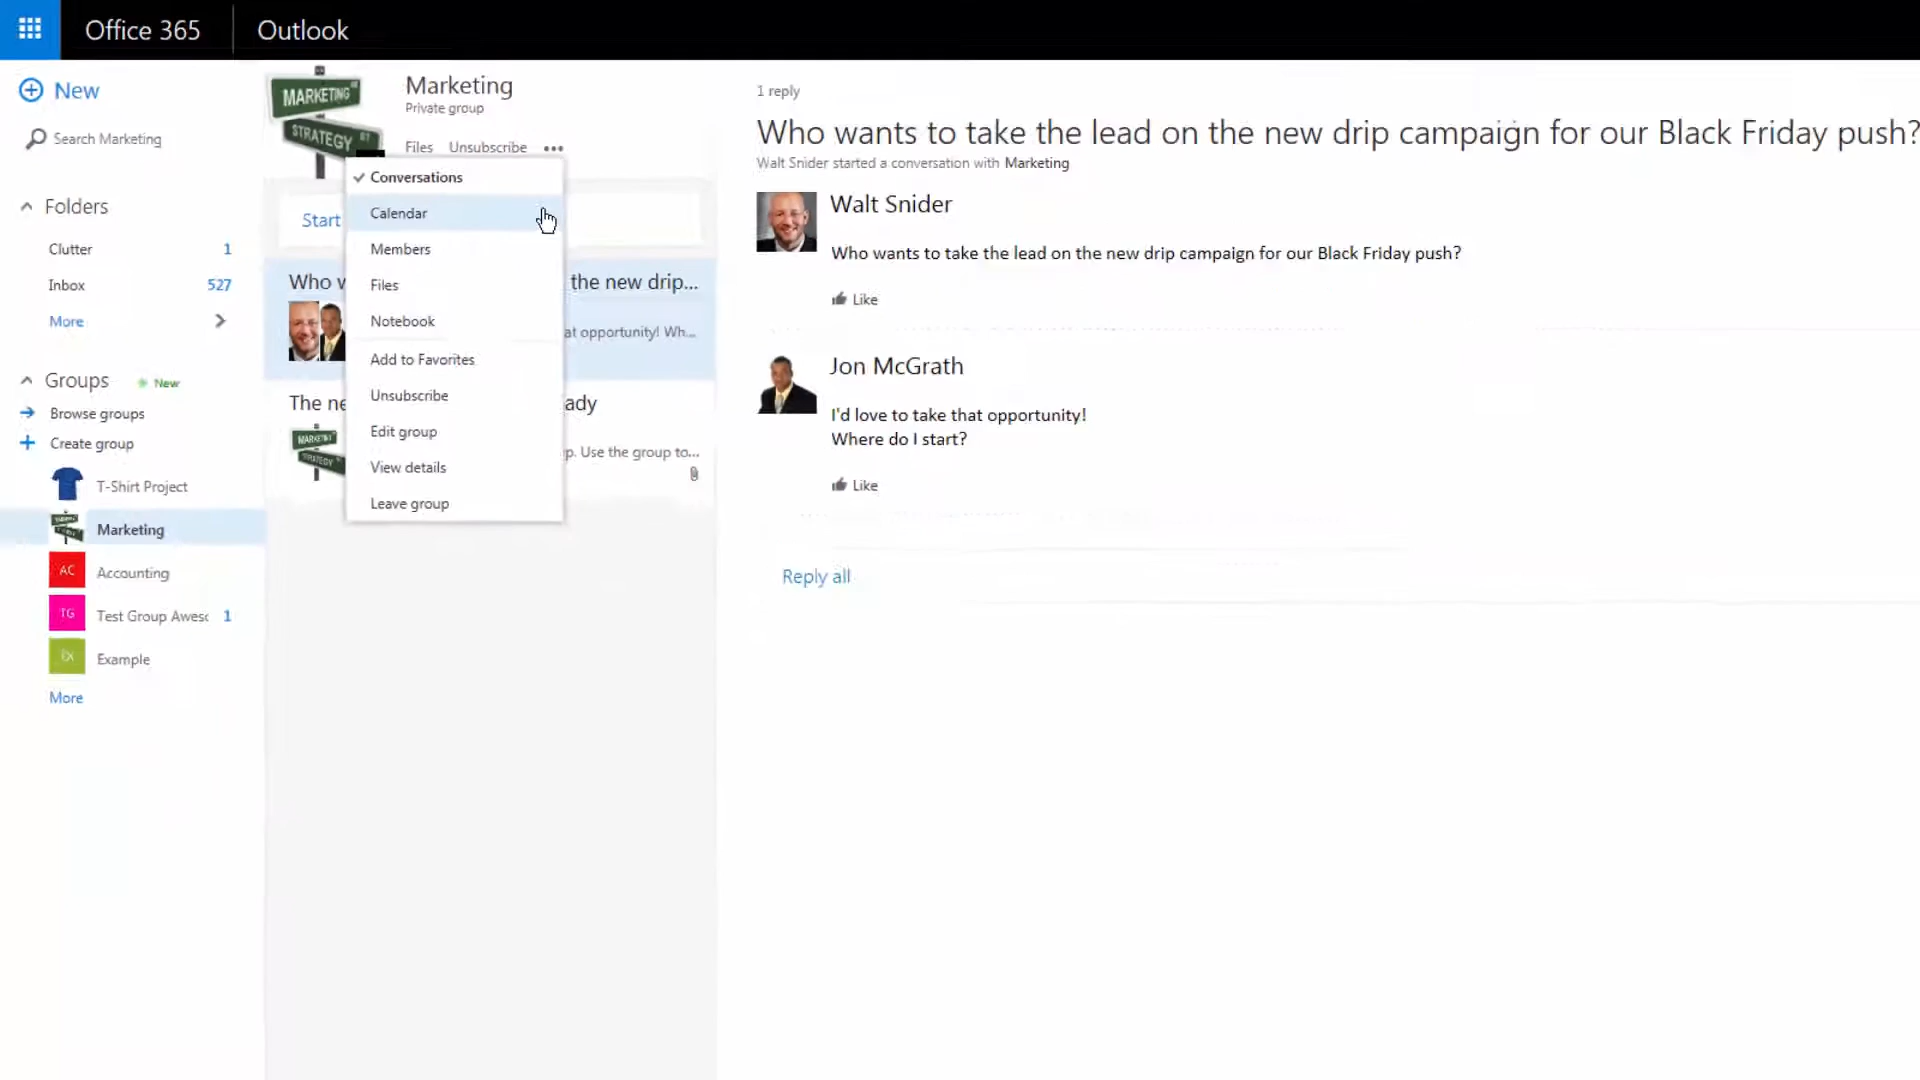 Office 365
Outlook
New
Search Marketing
Folders
Clutter 1
Inbox 527
More
Groups New
Browse groups
Create group
T-Shirt Project
Marketing
AC Accounting
TG Test Group Awesc 1
EX Example
More
MARKETING
STRATEGY ST
Marketing
Private group
Files Unsubscribe
Conversations
Calendar
Members
Files
Notebook
Add to Favorites
Unsubscribe
Edit group
View details
Leave group
Start
Who w the new drip...
at opportunity! Wh...
The ne ady
MARKETING
STRATEGY
p. Use the group to...
1 reply
Who wants to take the lead on the new drip campaign for our Black Friday push?
Walt Snider started a conversation with Marketing
Walt Snider
Who wants to take the lead on the new drip campaign for our Black Friday push?
Like
Jon McGrath
I'd love to take that opportunity!
Where do I start?
Like
Reply all